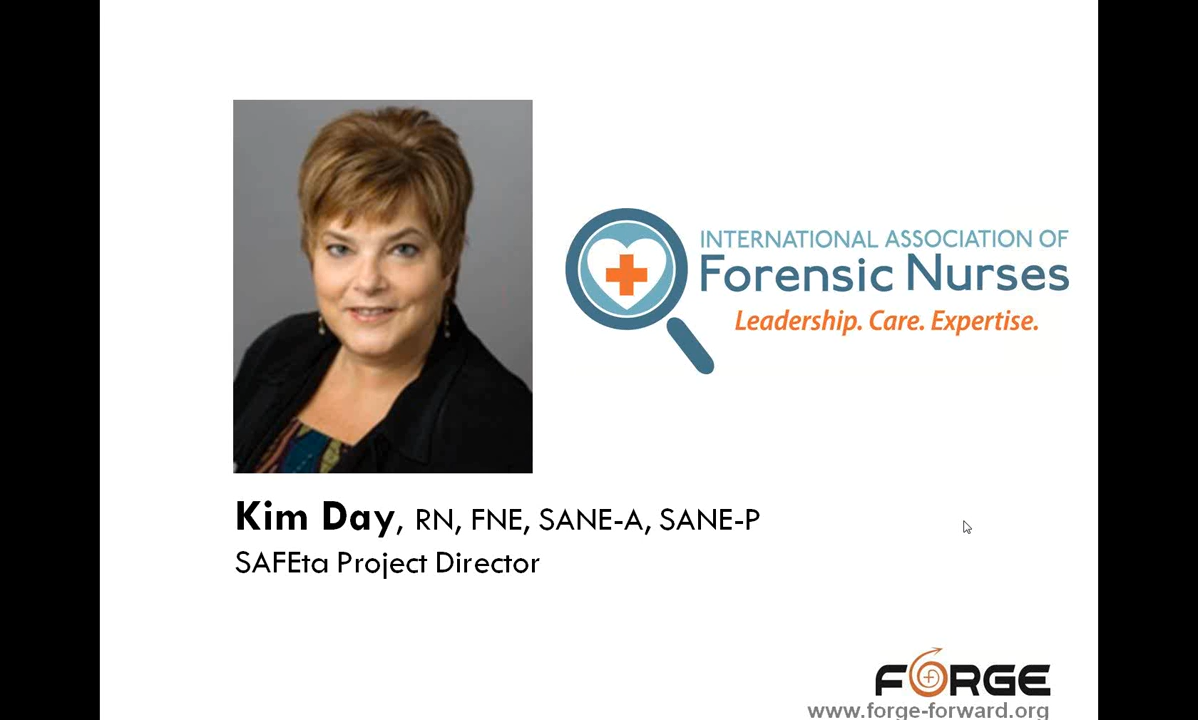 INTERNATIONAL ASSOCIATION OF
Forensic Nurses
Leadership. Care. Expertise.
Kim Day, RN, FNE, SANE-A, SANE-P
SAFEta Project Director
FORGE
www.forge-forward.org